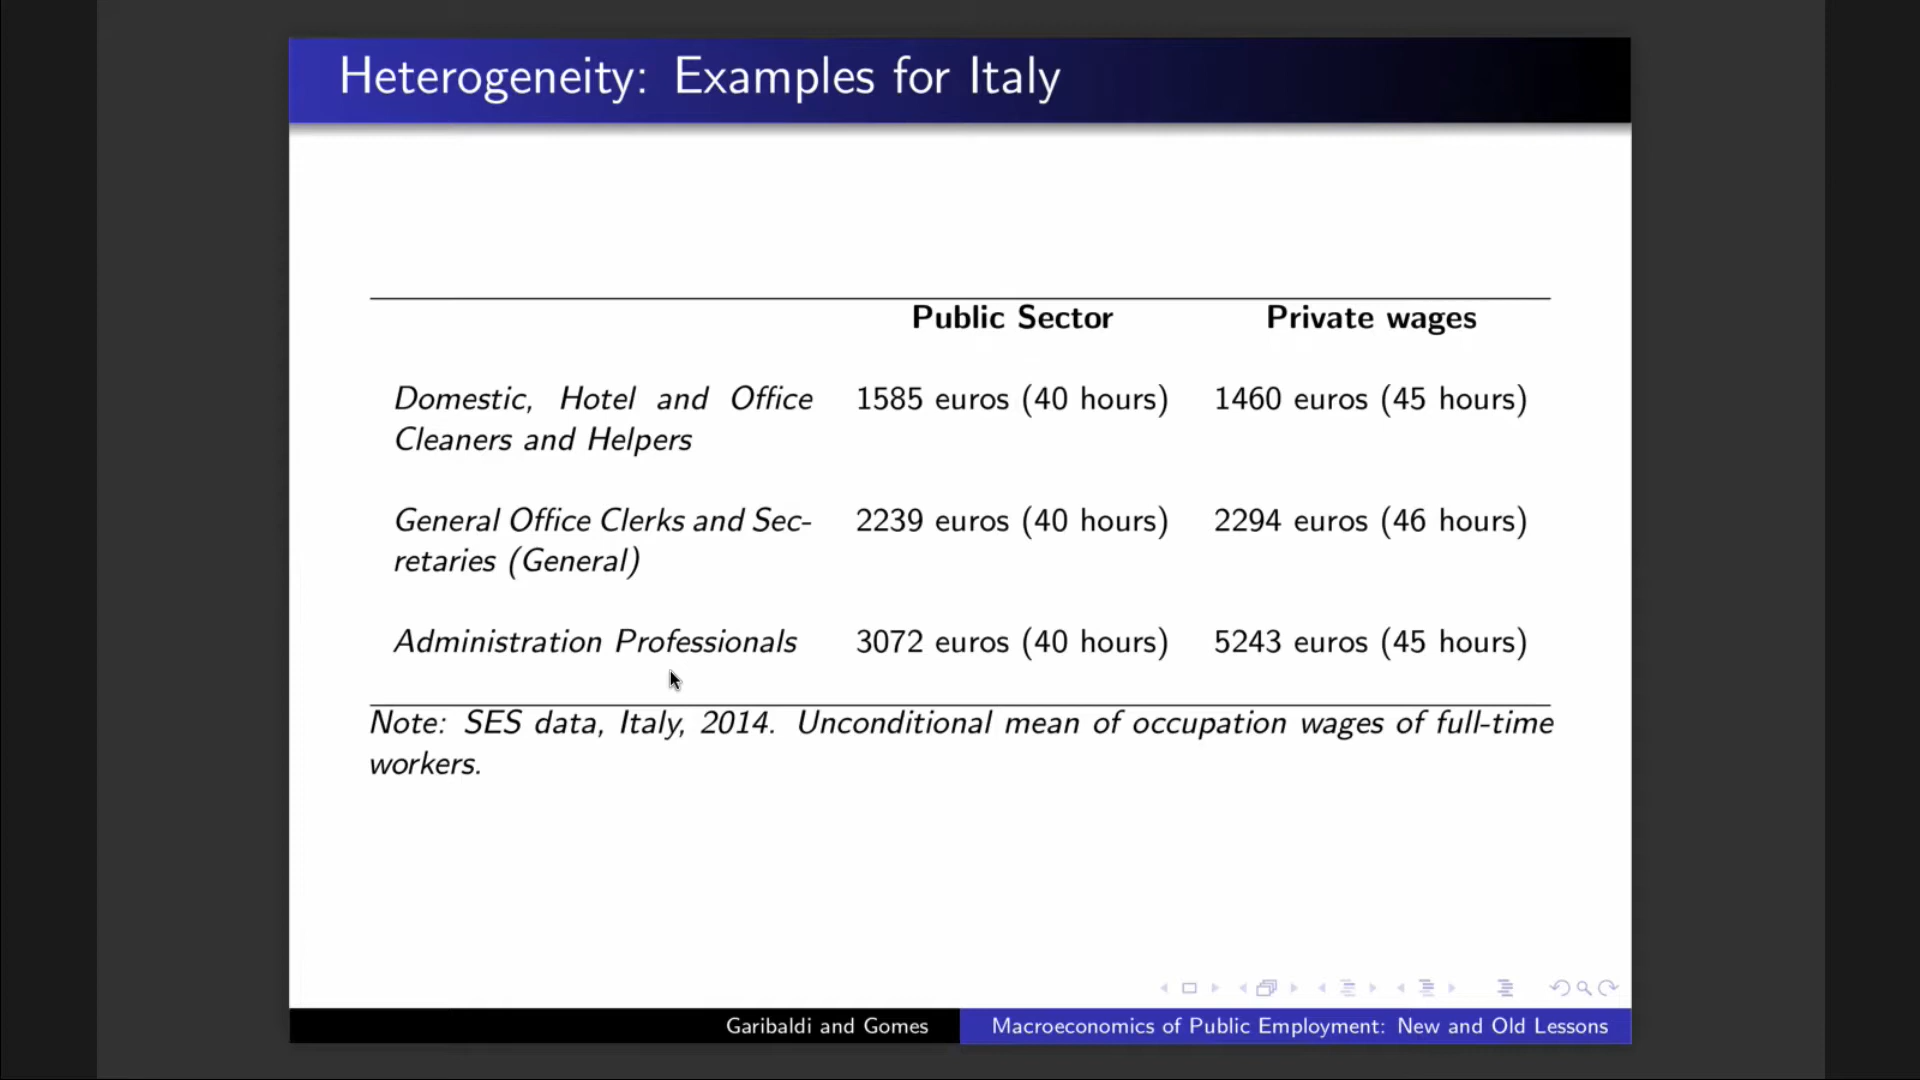 Heterogeneity: Examples for Italy
Public Sector Private wages
Domestic, Hotel and Office 1585 euros (40 hours) 1460 euros (45 hours)
Cleaners and Helpers
General Office Clerks and Sec- 2239 euros (40 hours) 2294 euros (46 hours)
retaries (General)
Administration Professionals 3072 euros (40 hours) 5243 euros (45 hours)
Note: SES data, Italy, 2014. Unconditional mean of occupation wages of full-time
workers.
Garibaldi and Gomes Macroeconomics of Public Employment: New and Old Lessons